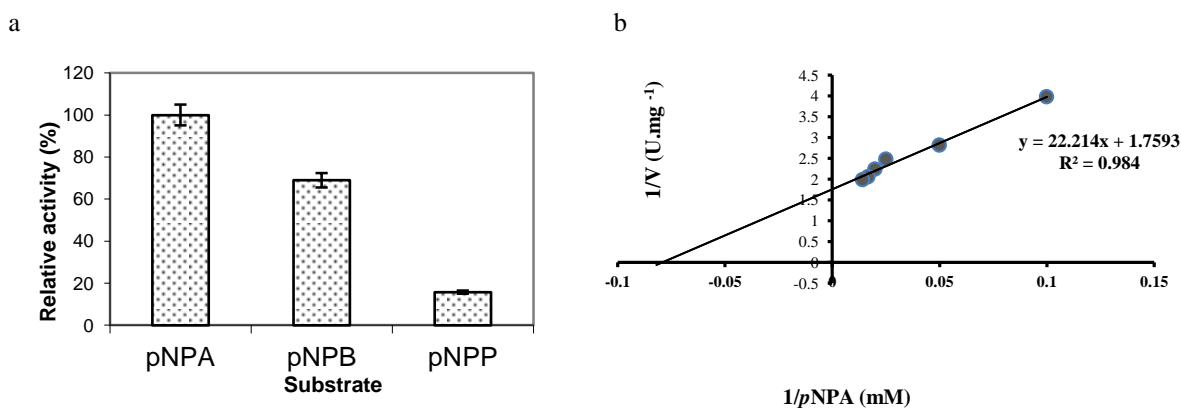 a
120
100
80
60
40
20
0
Relative activity (%)
pNPA pNPB pNPP
Substrate
b
4.5
4
3.5
3
2.5
2
1.5
1
0.5
0
-0.5
1/V (U.mg -1)
y = 22.214x + 1.7593
R² = 0.984
-0.1 -0.05 0 0.05 0.1 0.15
1/pNPA (mM)